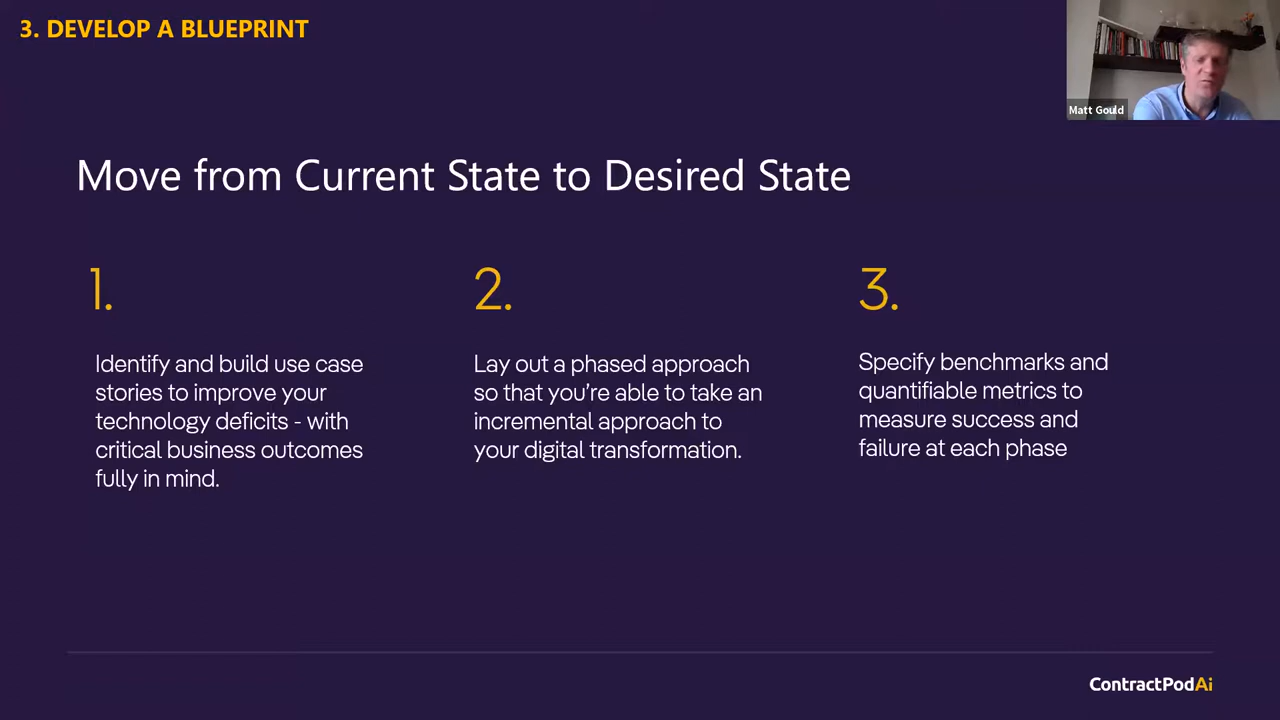 3. DEVELOP A BLUEPRINT
Matt Gould
Move from Current State to Desired State
1.
Identify and build use case
stories to improve your
technology deficits - with
critical business outcomes
fully in mind.
2.
Lay out a phased approach
so that you’re able to take an
incremental approach to
your digital transformation.
3.
Specify benchmarks and
quantifiable metrics to
measure success and
failure at each phase
ContractPodAi